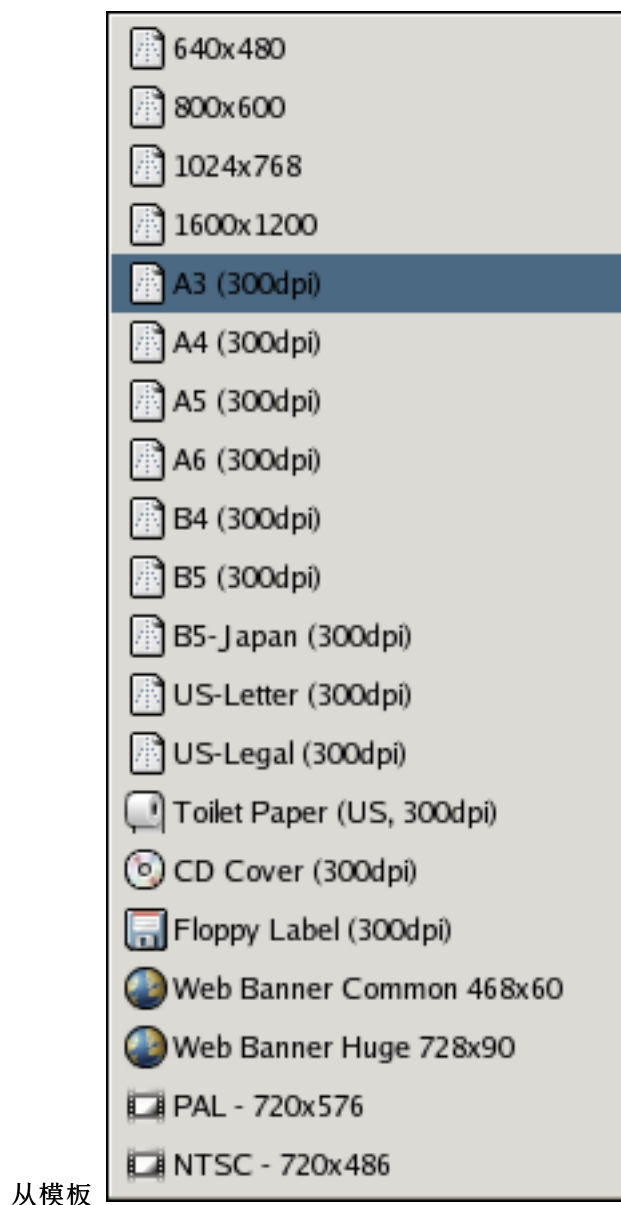 640x480
800x600
1024x768
1600x1200
A3 (300dpi)
A4 (300dpi)
A5 (300dpi)
A6 (300dpi)
B4 (300dpi)
B5 (300dpi)
B5-Japan (300dpi)
US-Letter (300dpi)
US-Legal (300dpi)
Toilet Paper (US, 300dpi)
CD Cover (300dpi)
Floppy Label (300dpi)
Web Banner Common 468x60
Web Banner Huge 728x90
PAL - 720x576
NTSC - 720x486
从模板